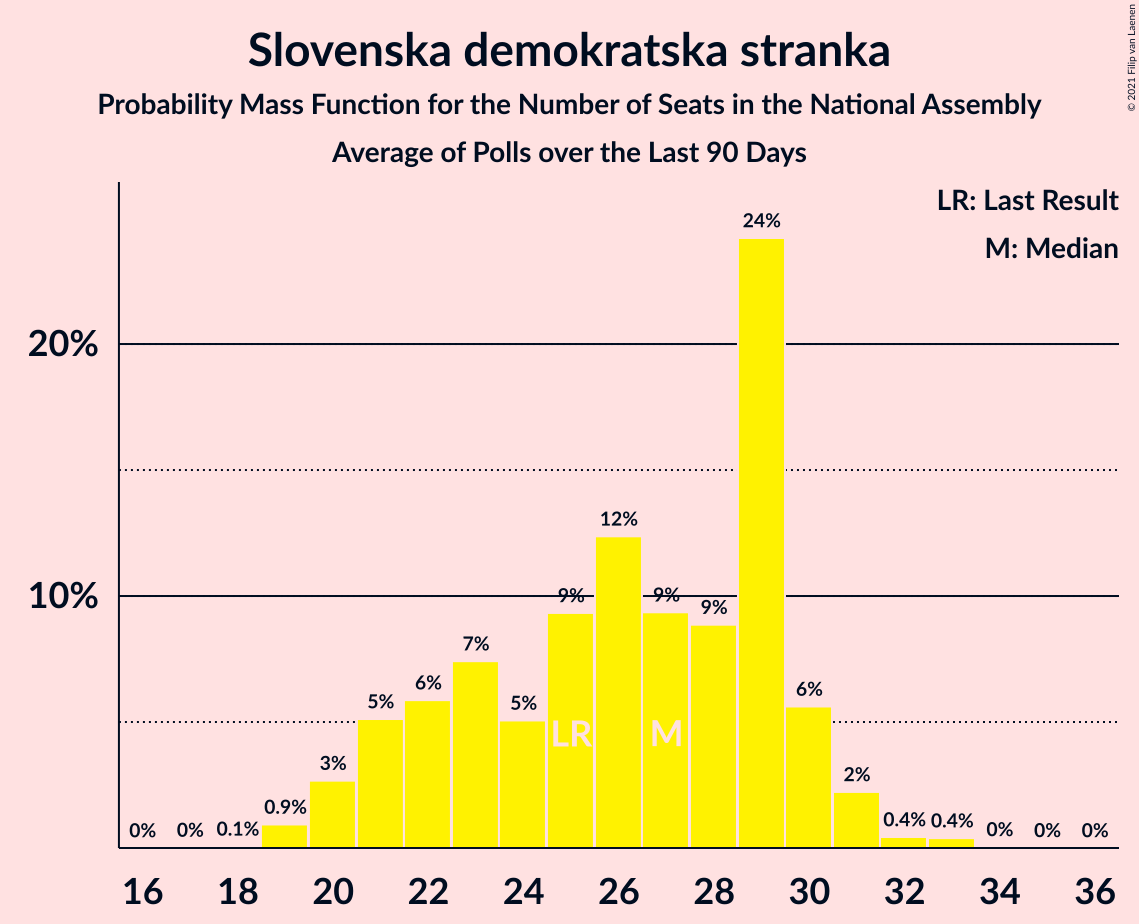 Slovenska demokratska stranka
Probability Mass Function for the Number of Seats in the National Assembly
Average of Polls over the Last 90 Days
© 2021 Filip van Laenen
LR: Last Result
M: Median
20%
10%
0%
0%
0.1%
0.9%
3%
5%
6%
7%
5%
9%
12%
9%
9%
24%
6%
2%
0.4%
0.4%
0%
0%
0%
LR
M
16 18 20 22 24 26 28 30 32 34 36